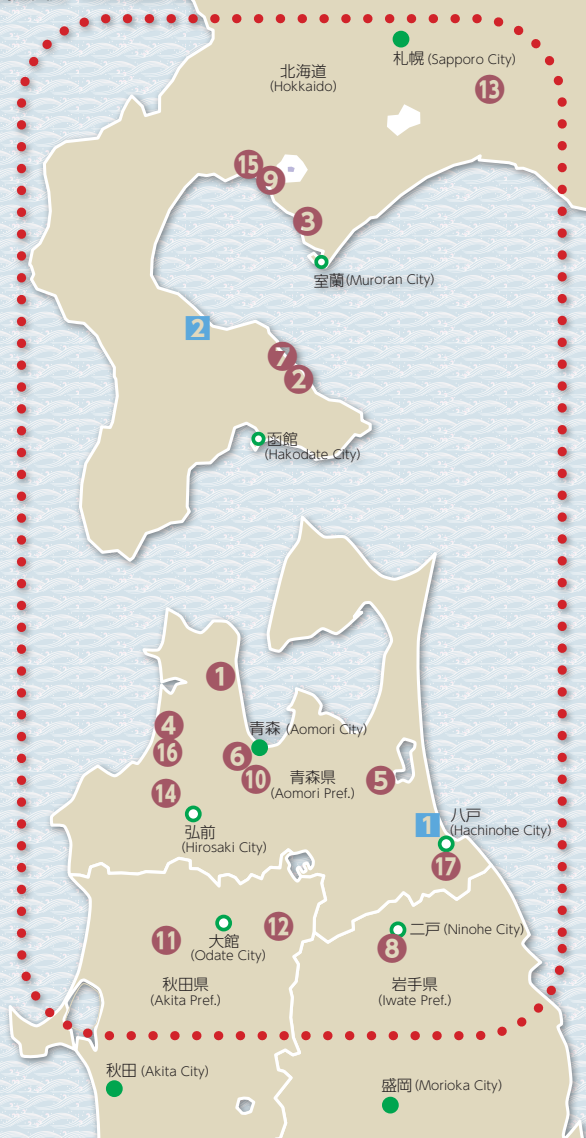 札幌 (Sapporo City)
北海道
(Hokkaido)
13
15
9
3
室蘭 (Muroran City)
2
7
2
函館
(Hakodate City)
1
4
青森 (Aomori City)
16
6
10
青森県
(Aomori Pref.)
5
14
弘前
(Hirosaki City)
1
八戸
(Hachinohe City)
17
11
大館
(Odate City)
12
二戸 (Ninohe City)
8
秋田県
(Akita Pref.)
岩手県
(Iwate Pref.)
秋田 (Akita City)
盛岡 (Morioka City)